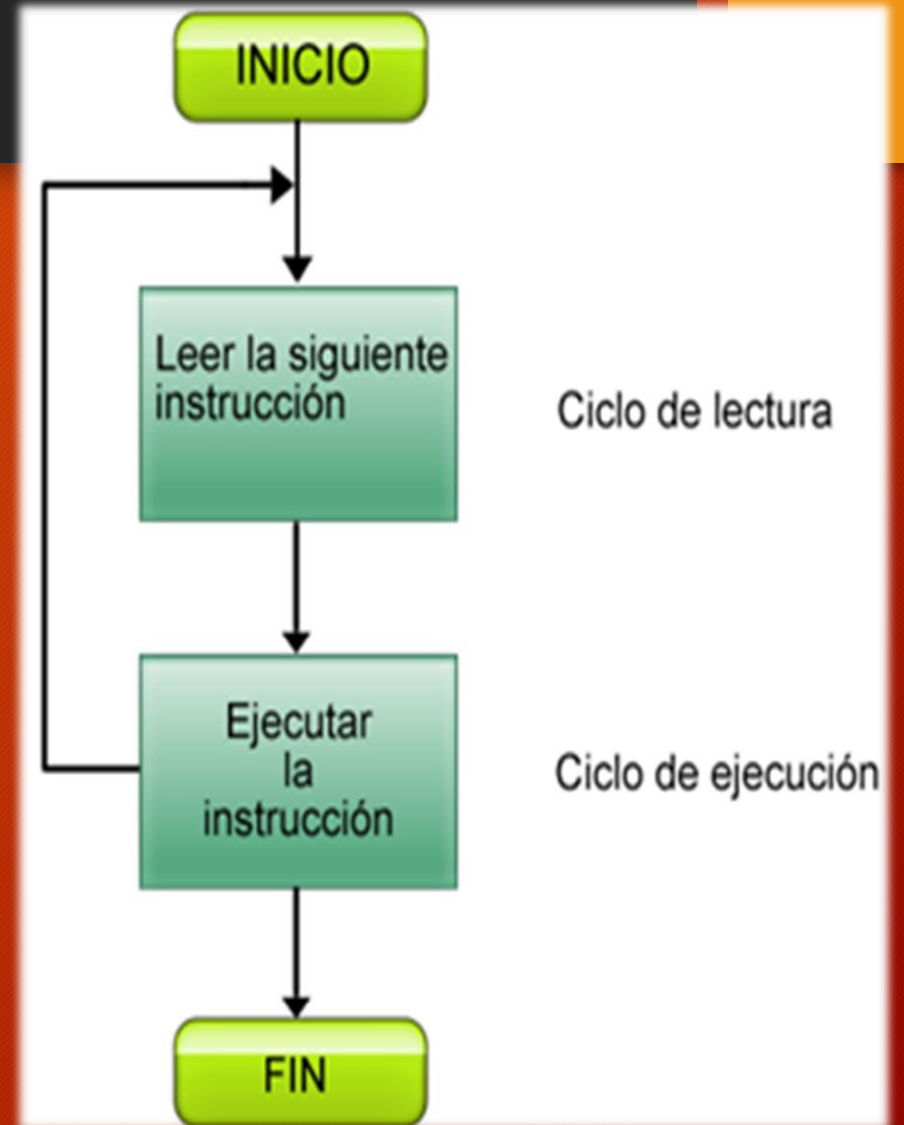 INICIO
Leer la siguiente
instrucción
Ciclo de lectura
Ejecutar
la
instrucción
Ciclo de ejecución
FIN